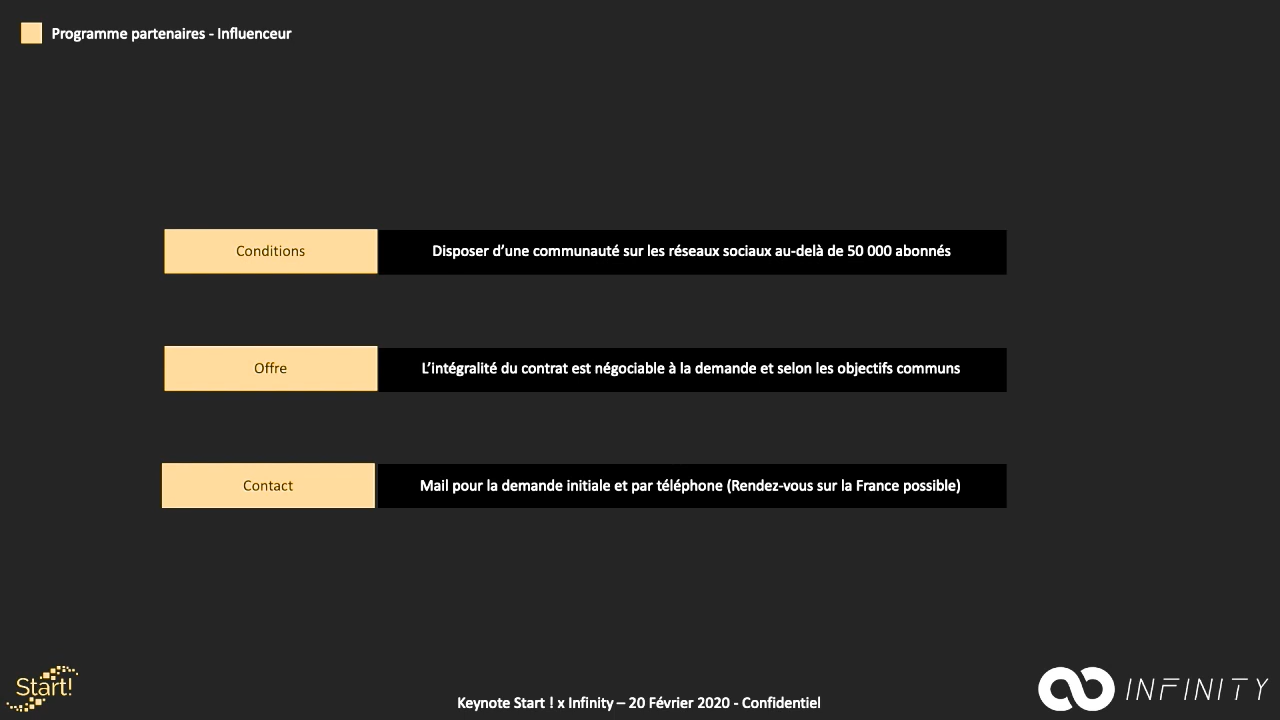 Programme partenaires - Influenceur
Conditions
Disposer d’une communauté sur les réseaux sociaux au-delà de 50 000 abonnés
Offre
L’intégralité du contrat est négociable à la demande et selon les objectifs communs
Contact
Mail pour la demande initiale et par téléphone (Rendez-vous sur la France possible)
Start!
Keynote Start ! x Infinity – 20 Février 2020 - Confidentiel
INFINITY